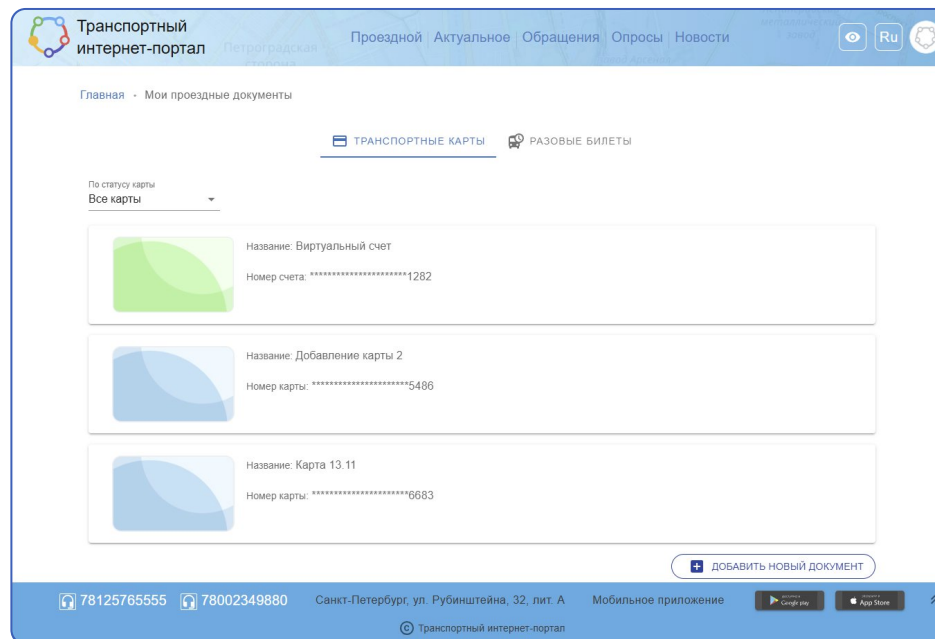 Транспортный
интернет-портал
Проездной Актуальное Обращения Опросы Новости
Ru
Петроградская
сторона
Главная - Мои проездные документы
ТРАНСПОРТНЫЕ КАРТЫ РАЗОВЫЕ БИЛЕТЫ
По статусу карты
Все карты
Название: Виртуальный счет
Номер счета: **********************1282
Название: Добавление карты 2
Номер карты: **********************5486
Название: Карта 13.11
Номер карты: **********************6683
ДОБАВИТЬ НОВЫЙ ДОКУМЕНТ
78125765555 78002349880 Санкт-Петербург, ул. Рубинштейна, 32, лит. А Мобильное приложение Google play App Store
© Транспортный интернет-портал